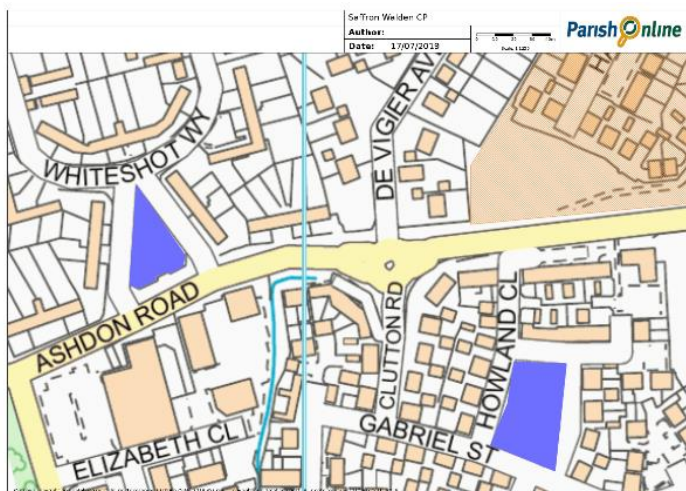 Saffron Walden CP
Author:
Date: 17/07/2019
Parish Online
WHITESHOT WY
DE VIGIER AV
HA
ASHDON ROAD
CLUTTON RD
HOWLAND CL
ELIZABETH CL
GABRIEL ST